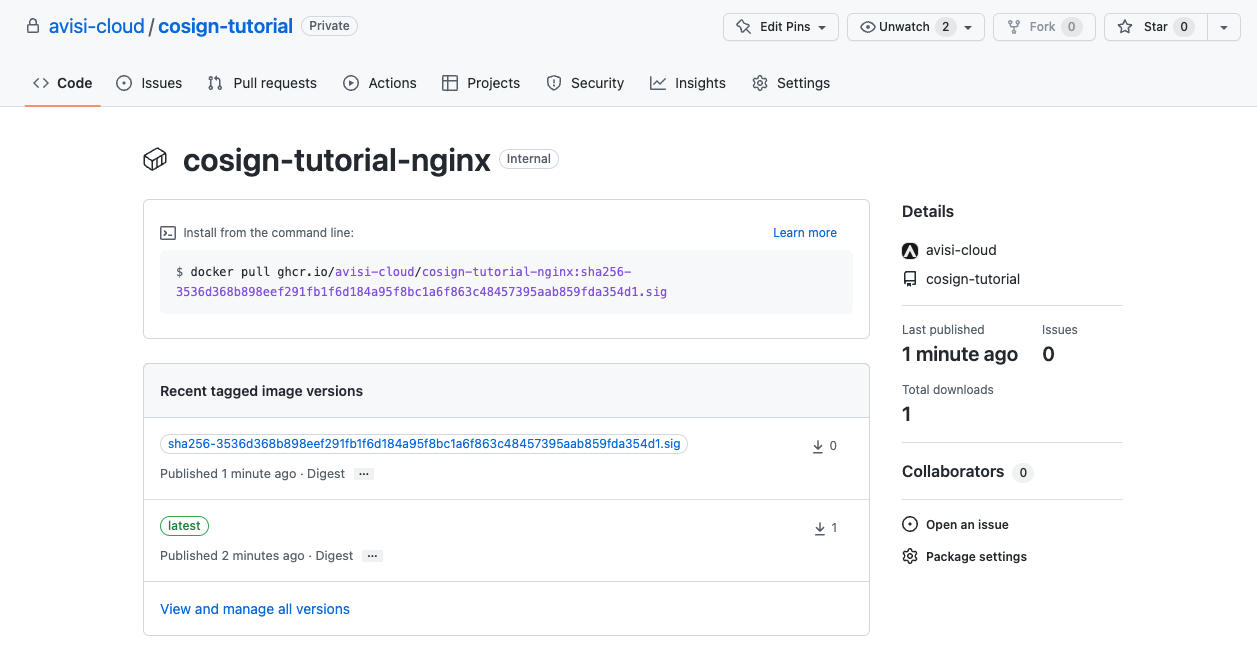 avisi-cloud / cosign-tutorial Private
Edit Pins
Unwatch 2
Fork 0
Star 0
Code
Issues
Pull requests
Actions
Projects
Security
Insights
Settings
cosign-tutorial-nginx Internal
Install from the command line:
Learn more
$ docker pull ghcr.io/avisi-cloud/cosign-tutorial-nginx:sha256-
3536d368b898eef291fb1f6d184a95f8bc1a6f863c48457395aab859fda354d1.sig
Recent tagged image versions
sha256-3536d368b898eef291fb1f6d184a95f8bc1a6f863c48457395aab859fda354d1.sig
0
Published 1 minute ago · Digest ...
latest
1
Published 2 minutes ago · Digest ...
View and manage all versions
Details
avisi-cloud
cosign-tutorial
Last published
1 minute ago
Issues
0
Total downloads
1
Collaborators 0
Open an issue
Package settings